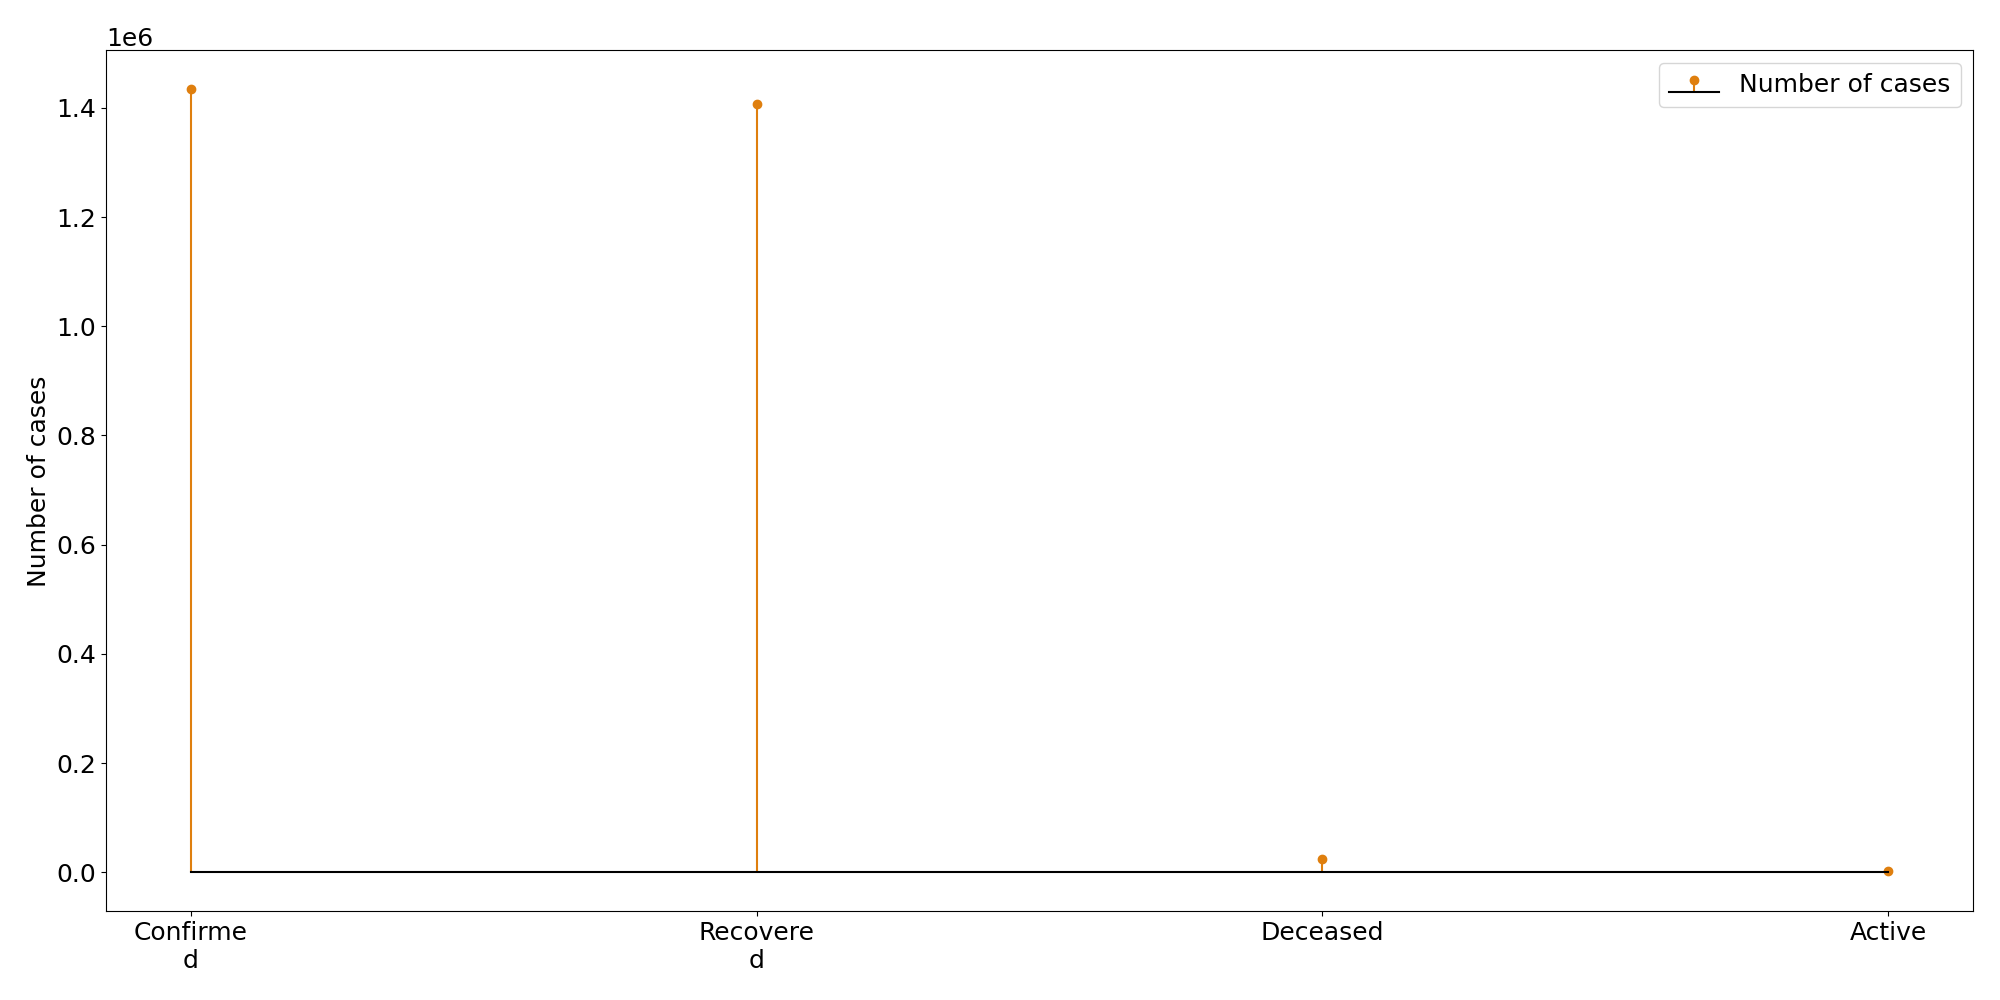 1e6
1.4
1.2
1.0
0.8
0.6
0.4
0.2
0.0
Number of cases
Number of cases
Confirme
d
Recovere
d
Deceased
Active